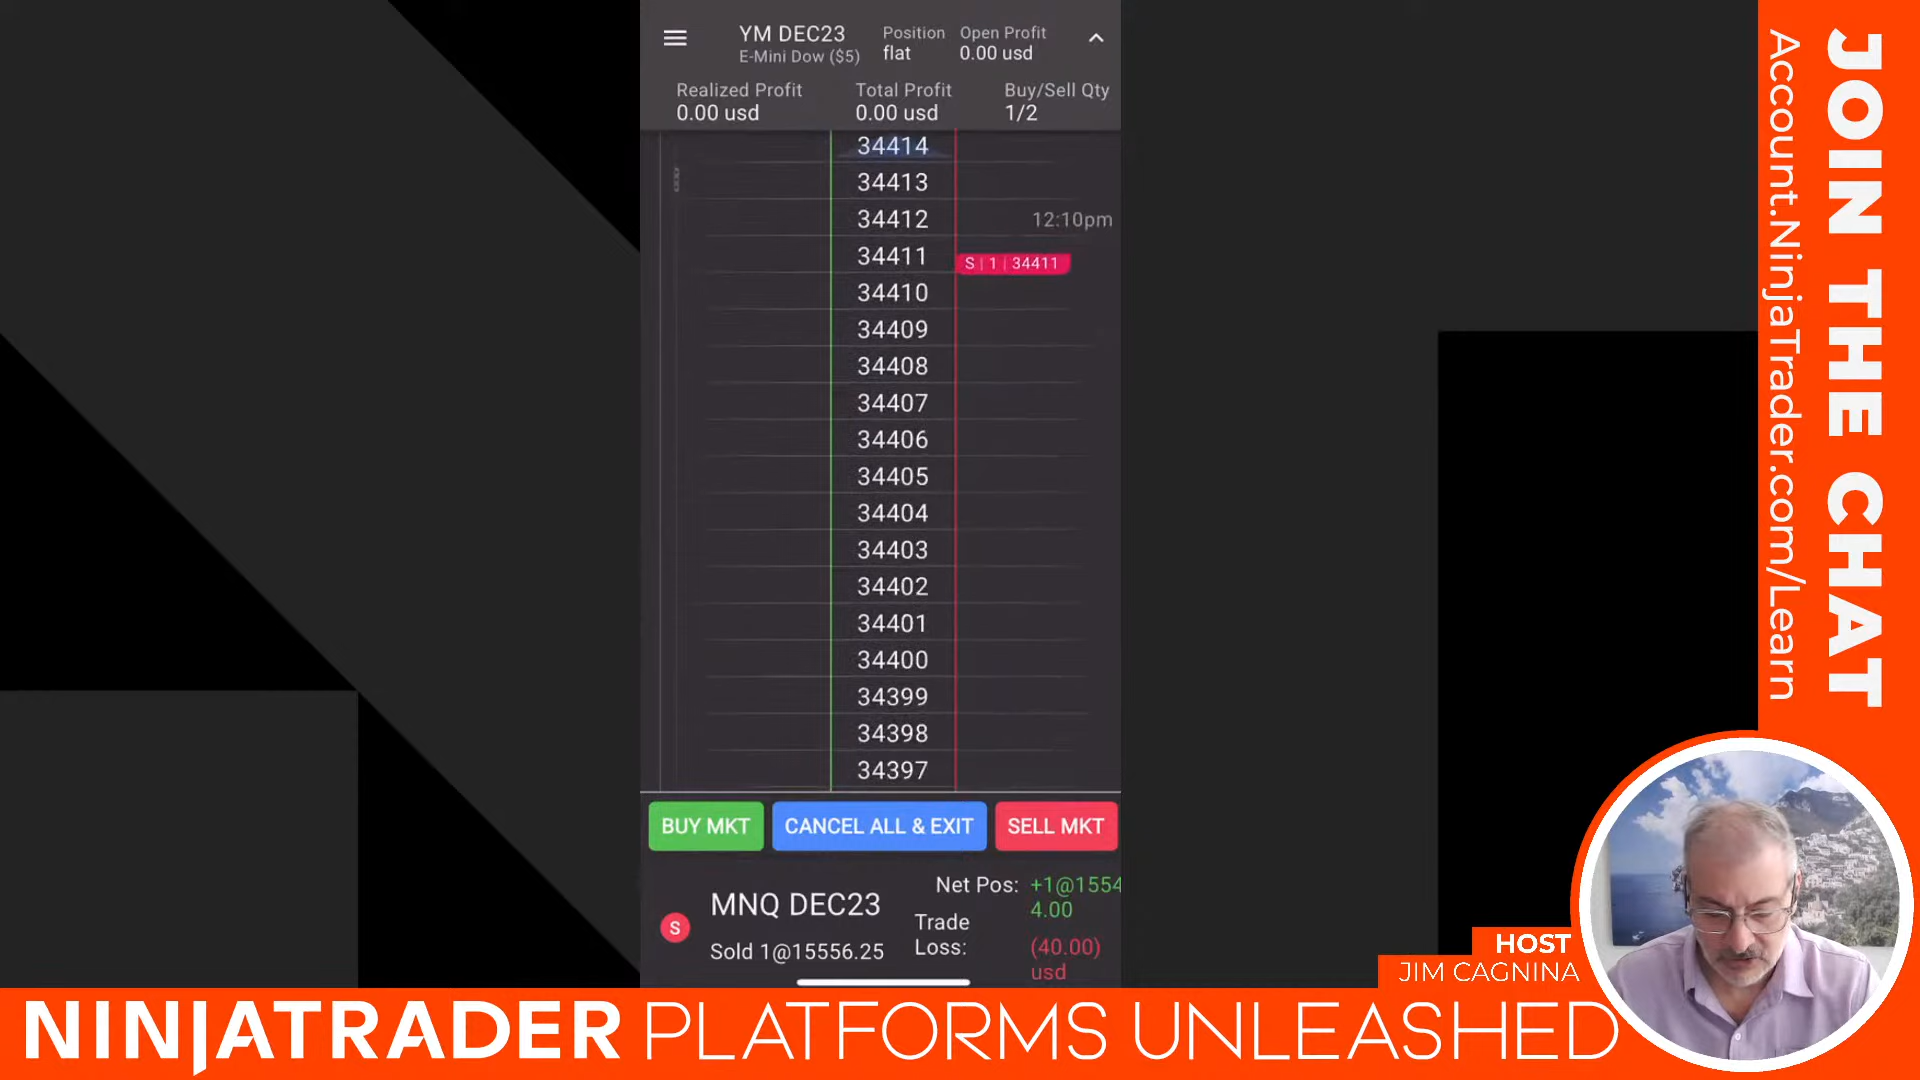 YM DEC23
E-Mini Dow ($5)
Position
flat
Open Profit
0.00 usd
Realized Profit
0.00 usd
Total Profit
0.00 usd
Buy/Sell Qty
1/2
34414
34413
34412
12:10pm
34411
S | 1 | 34411
34410
34409
34408
34407
34406
34405
34404
34403
34402
34401
34400
34399
34398
34397
BUY MKT
CANCEL ALL & EXIT
SELL MKT
S
MNQ DEC23
Sold 1@15556.25
Net Pos:
+1@1554
4.00
Trade
Loss:
(40.00)
usd
JOIN THE CHAT
Account.NinjaTrader.com/Learn
HOST
JIM CAGNINA
NINJATRADER PLATFORMS UNLEASHED